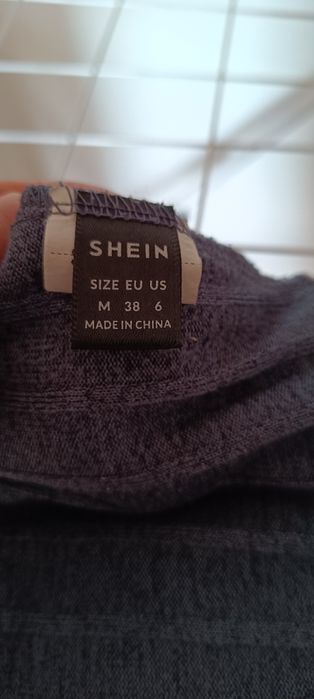 SHEIN
SIZE EU US
M 38 6
MADE IN CHINA